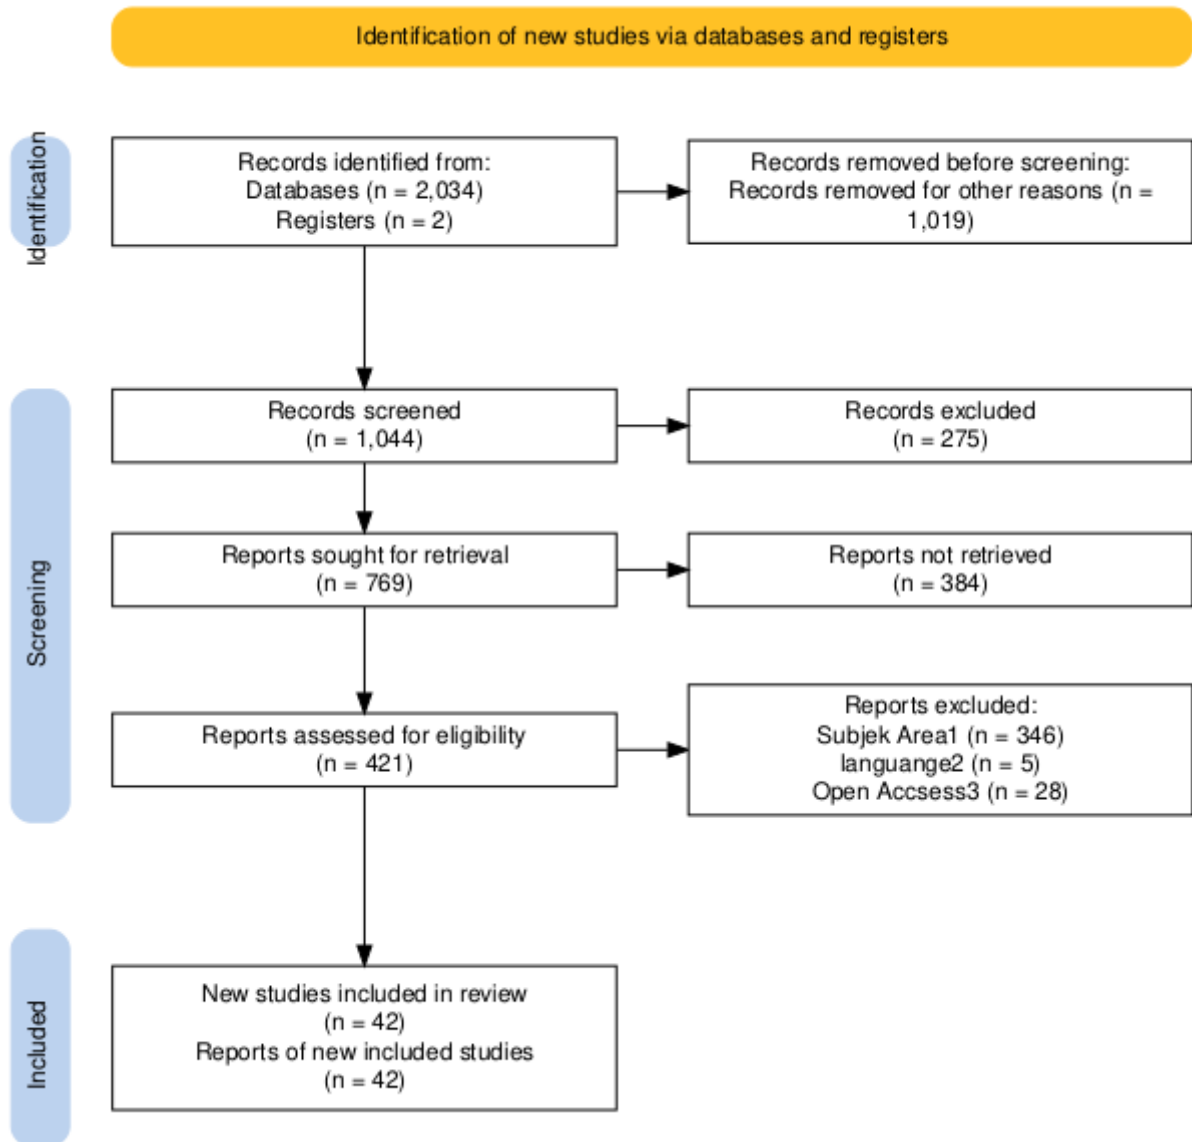 Identification of new studies via databases and registers
Identification
Records identified from:
Databases (n = 2,034)
Registers (n = 2)
Records removed before screening:
Records removed for other reasons (n =
1,019)
Screening
Records screened
(n = 1,044)
Records excluded
(n = 275)
Reports sought for retrieval
(n = 769)
Reports not retrieved
(n = 384)
Reports assessed for eligibility
(n = 421)
Reports excluded:
Subjek Area1 (n = 346)
languange2 (n = 5)
Open Accsess3 (n = 28)
Included
New studies included in review
(n = 42)
Reports of new included studies
(n = 42)